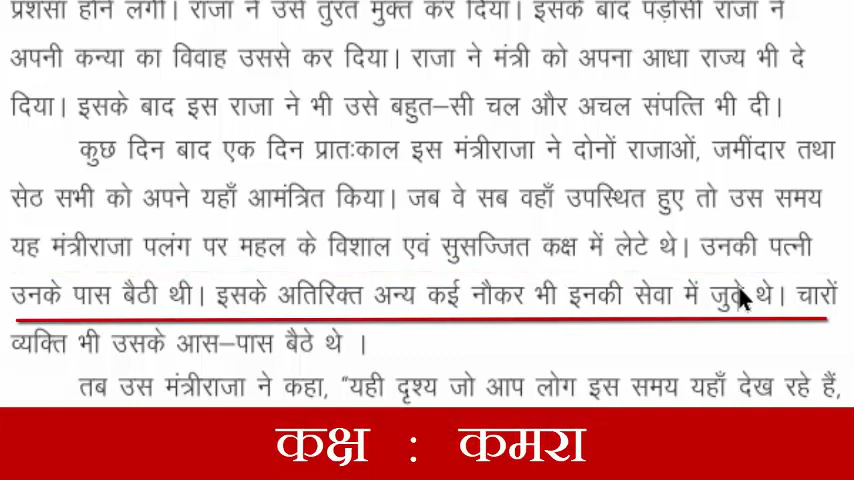 प्रशंसा होने लगी। राजा ने उसे तुरंत मुक्त कर दिया। इसके बाद पड़ोसी राजा ने
अपनी कन्या का विवाह उससे कर दिया। राजा ने मंत्री को अपना आधा राज्य भी दे
दिया। इसके बाद इस राजा ने भी उसे बहुत–सी चल और अचल संपत्ति भी दी।
कुछ दिन बाद एक दिन प्रातःकाल इस मंत्रीराजा ने दोनों राजाओं, जमींदार तथा
सेठ सभी को अपने यहाँ आमंत्रित किया। जब वे सब वहाँ उपस्थित हुए तो उस समय
यह मंत्रीराजा पलंग पर महल के विशाल एवं सुसज्जित कक्ष में लेटे थे। उनकी पत्नी
उनके पास बैठी थी। इसके अतिरिक्त अन्य कई नौकर भी इनकी सेवा में थे। चारों
व्यक्ति भी उसके आस–पास बैठे थे ।
तब उस मंत्रीराजा ने कहा, "यही दृश्य जो आप लोग इस समय यहाँ देख रहे हैं,
कक्ष : कमरा